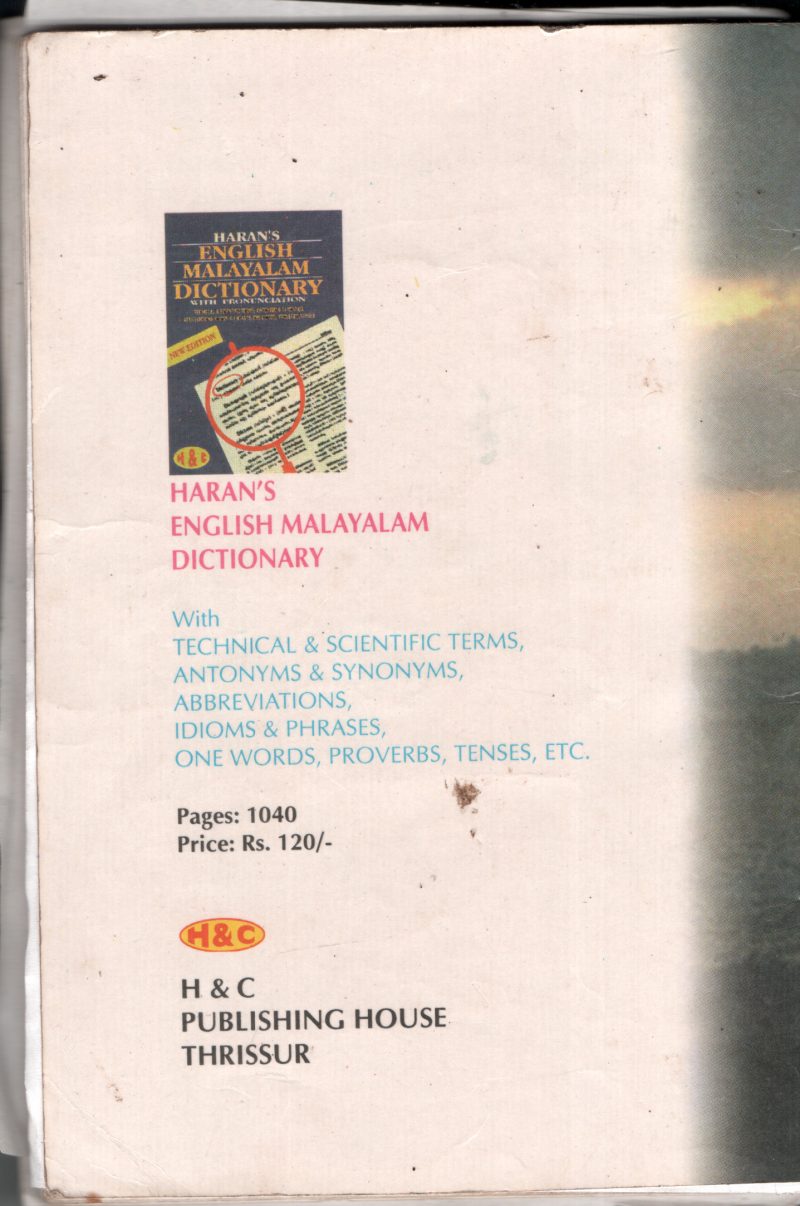 HARAN'S
ENGLISH
MALAYALAM
DICTIONARY
WITH PRONUNCIATION
NEW EDITION
H & C
HARAN'S
ENGLISH MALAYALAM
DICTIONARY
With
TECHNICAL & SCIENTIFIC TERMS,
ANTONYMS & SYNONYMS,
ABBREVIATIONS,
IDIOMS & PHRASES,
ONE WORDS, PROVERBS, TENSES, ETC.
Pages: 1040
Price: Rs. 120/-
H&C
H & C
PUBLISHING HOUSE
THRISSUR